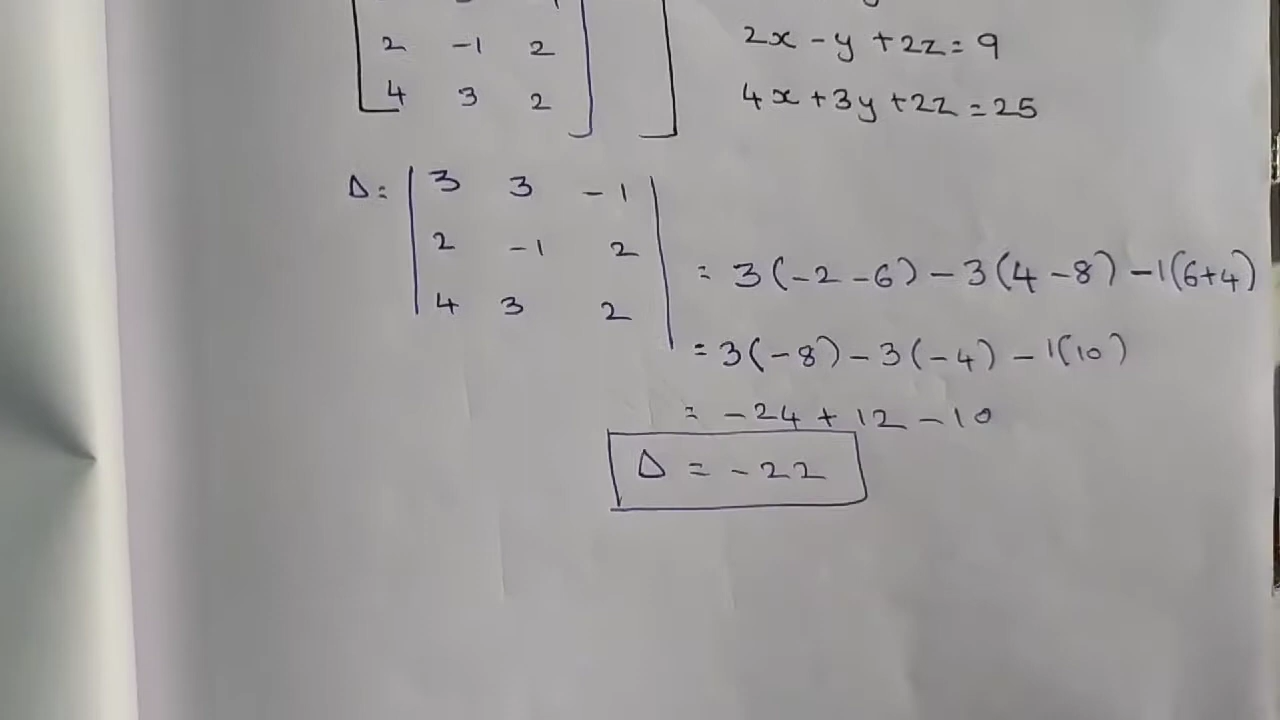 2 -1 2 2x - y + 2z = 9
4 3 2 4x + 3y + 2z = 25
Δ = | 3 3 -1 |
2 -1 2
= 3(-2 -6) - 3(4 - 8) - 1(6+4)
4 3 2
= 3(-8) - 3(-4) - 1(10)
= -24 + 12 - 10
Δ = -22